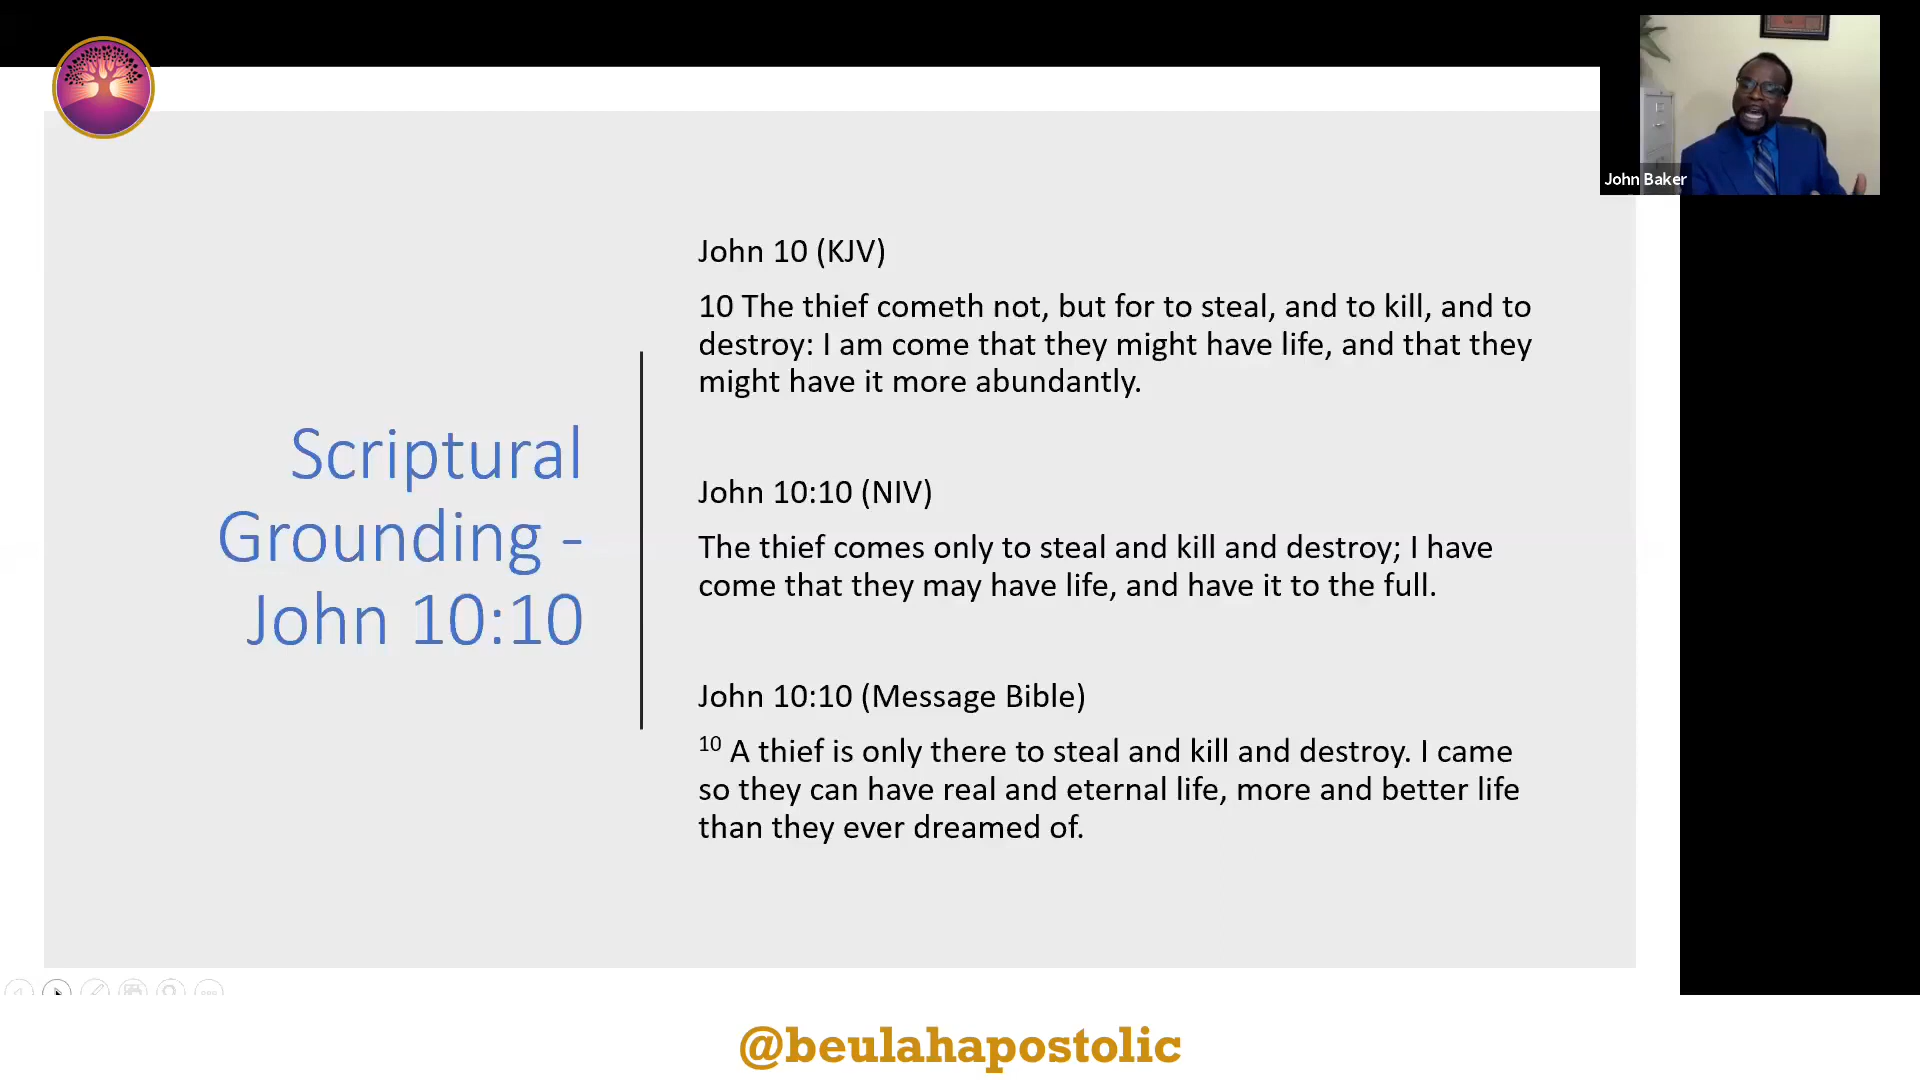 John Baker
Scriptural
Grounding -
John 10:10
John 10 (KJV)
10 The thief cometh not, but for to steal, and to kill, and to
destroy: I am come that they might have life, and that they
might have it more abundantly.
John 10:10 (NIV)
The thief comes only to steal and kill and destroy; I have
come that they may have life, and have it to the full.
John 10:10 (Message Bible)
10 A thief is only there to steal and kill and destroy. I came
so they can have real and eternal life, more and better life
than they ever dreamed of.
@beulahapostolic